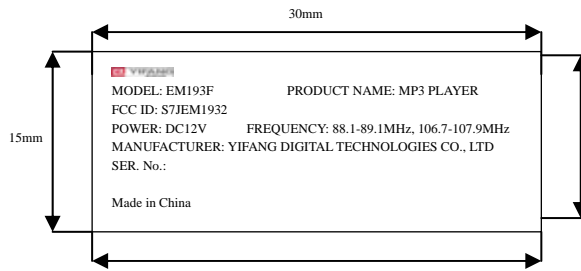 30mm
YIFANG
MODEL: EM193F PRODUCT NAME: MP3 PLAYER
FCC ID: S7JEM1932
15mm
POWER: DC12V FREQUENCY: 88.1-89.1MHz, 106.7-107.9MHz
MANUFACTURER: YIFANG DIGITAL TECHNOLOGIES CO., LTD
SER. No.:
Made in China